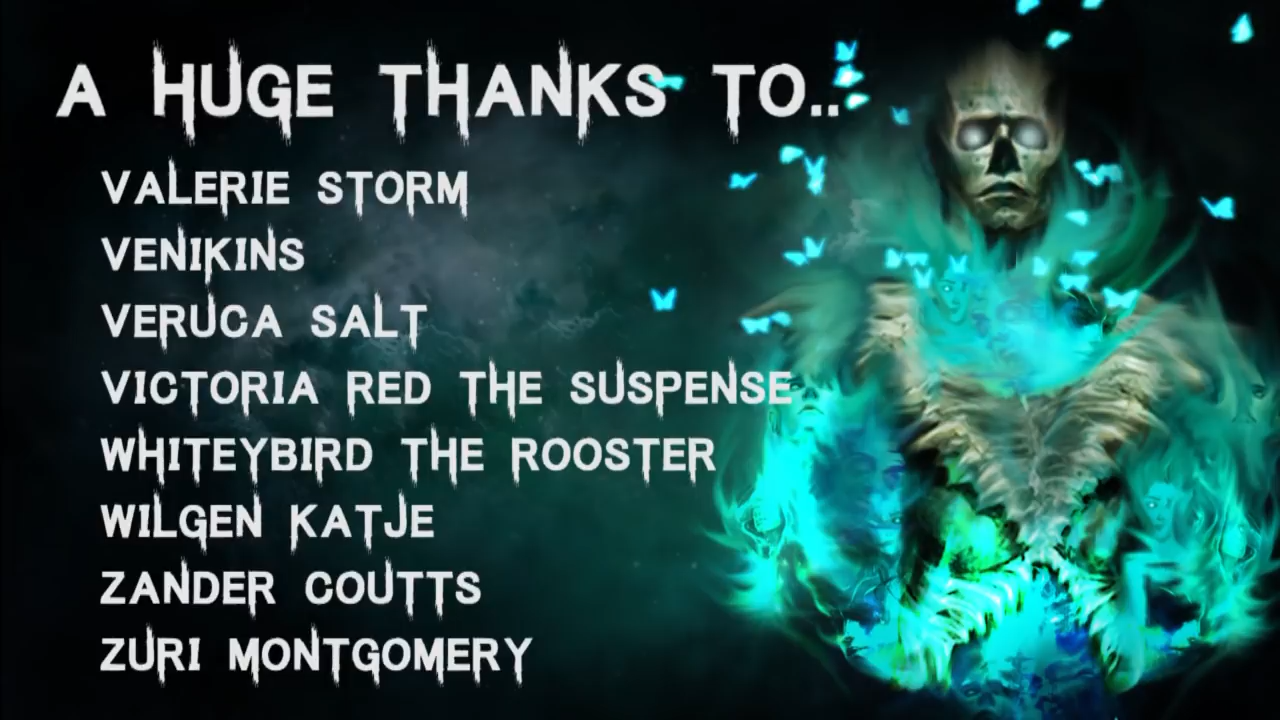 A HUGE THANKS TO..
VALERIE STORM
VENIKINS
VERUCA SALT
VICTORIA RED THE SUSPENSE
WHITEYBIRD THE ROOSTER
WILGEN KATJE
ZANDER COUTTS
ZURI MONTGOMERY